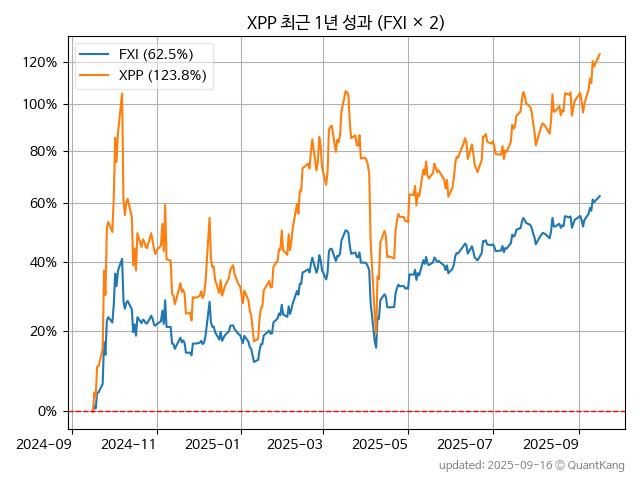 XPP 최근 1년 성과 (FXI × 2)
FXI (62.5%)
XPP (123.8%)
120%
100%
80%
60%
40%
20%
0%
2024-09 2024-11 2025-01 2025-03 2025-05 2025-07 2025-09
updated: 2025-09-16 © QuantKang